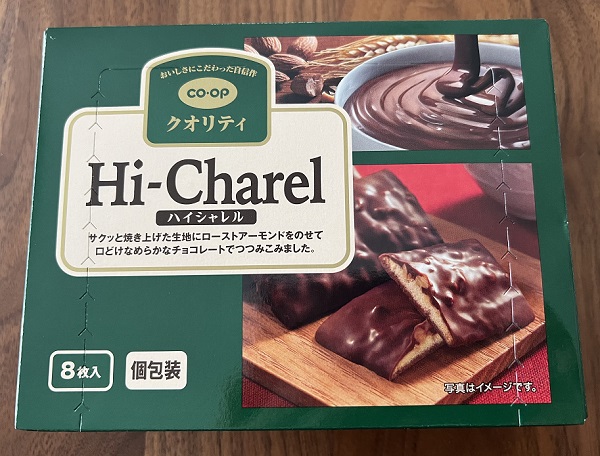 おいしさにこだわった自信作
CO·OP
クオリティ
Hi-Charel
ハイシャレル
サクッと焼き上げた生地にローストアーモンドをのせて
口どけなめらかなチョコレートでつつみこみました。
8枚入
個包装
写真はイメージです。